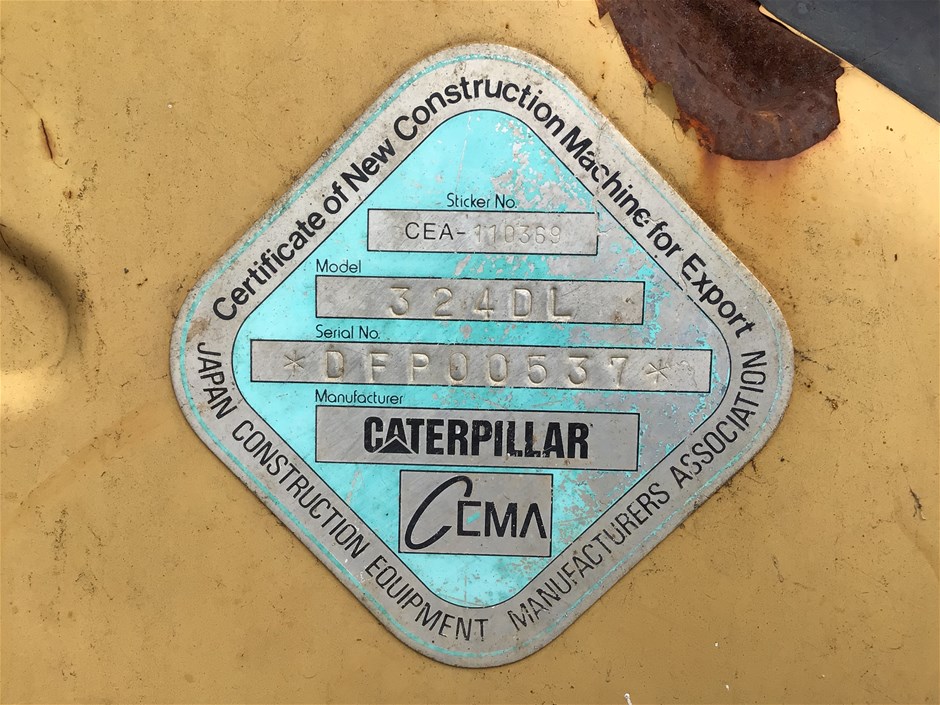 Certificate of New Construction Machine for Export
Sticker No.
CEA-110369
Model
324DL
Serial No.
*DFP00537*
Manufacturer
CATERPILLAR
CEMA
JAPAN CONSTRUCTION EQUIPMENT MANUFACTURERS ASSOCIATION